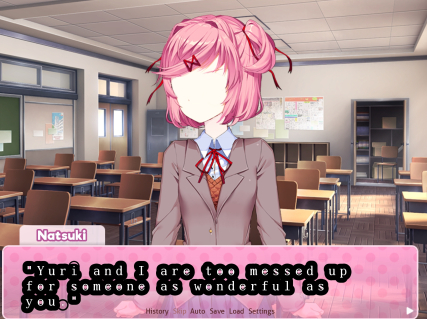 Natsuki
"Yuri and I are too messed up
for someone as wonderful as
you."
History Skip Auto Save Load Settings